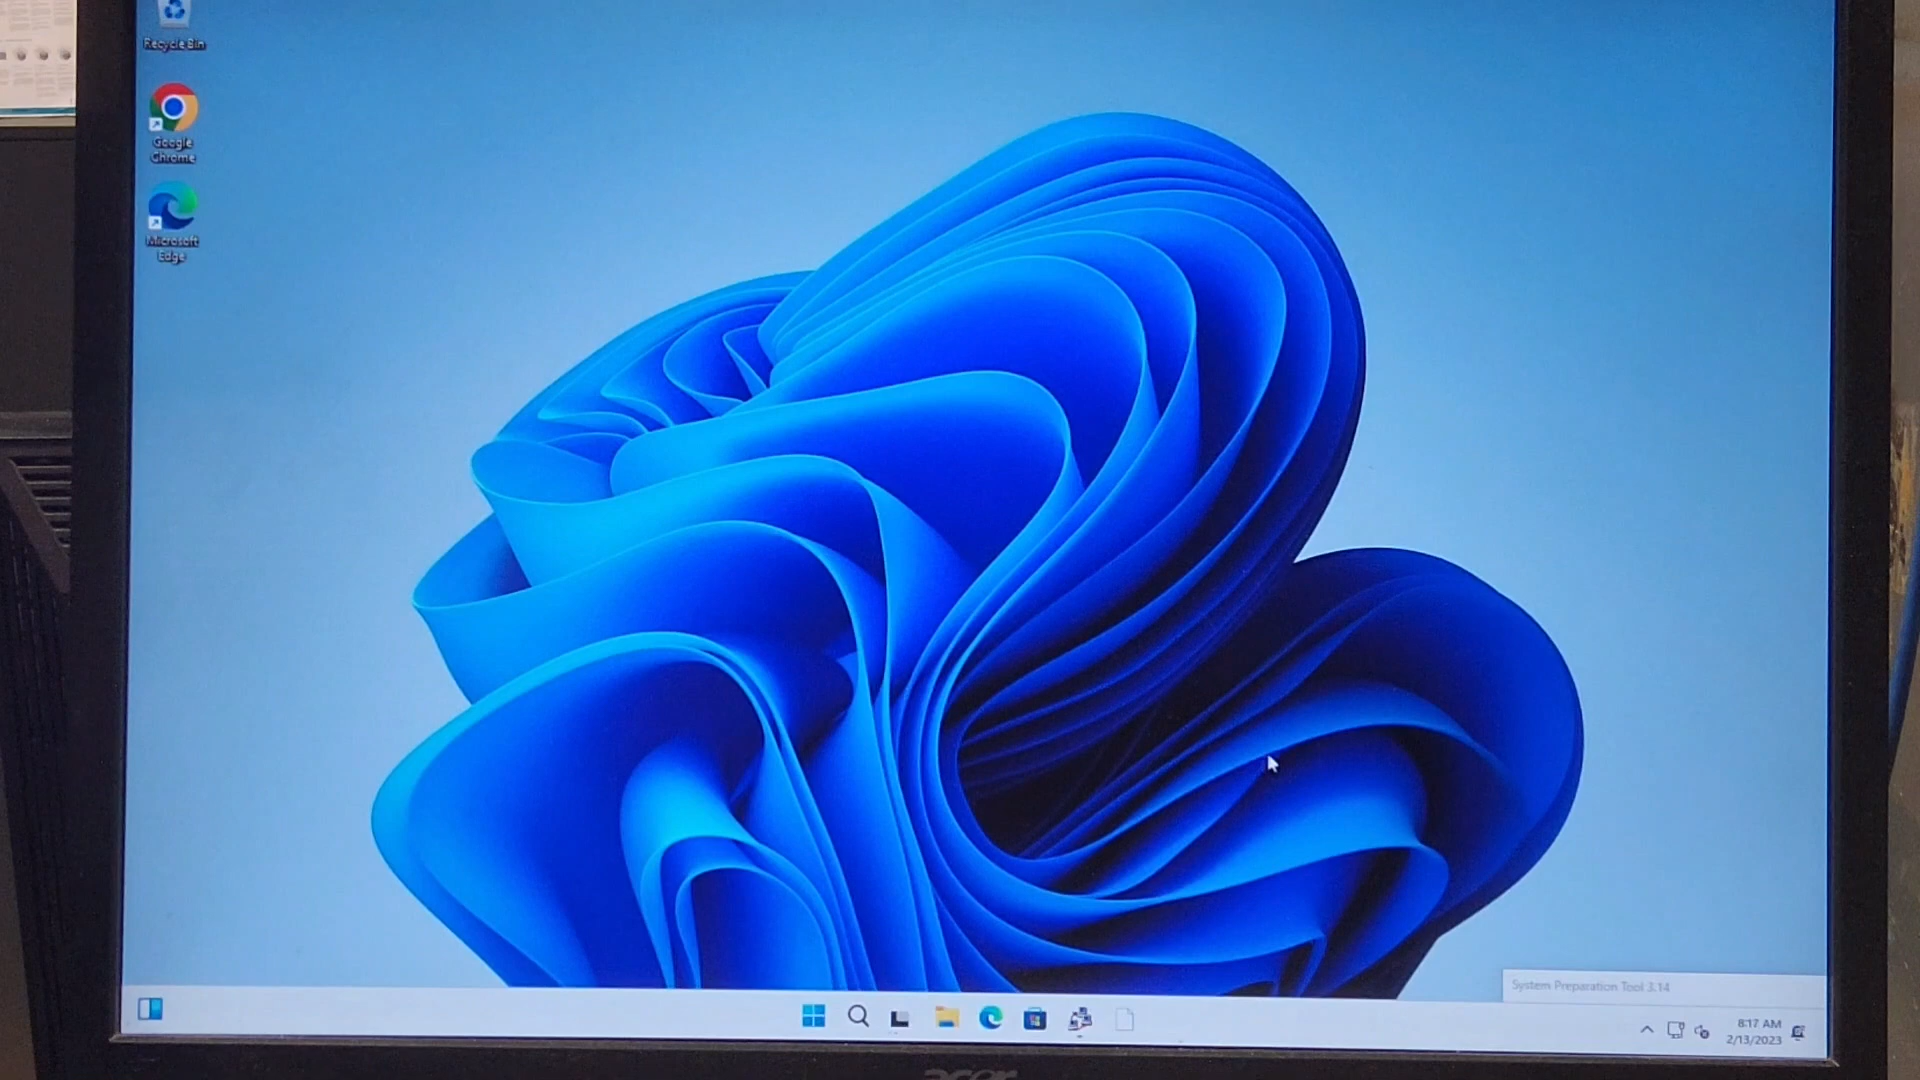 Recycle Bin
Google
Chrome
Microsoft
Edge
System Preparation Tool 3.14
8:17 AM
2/13/2023
acer